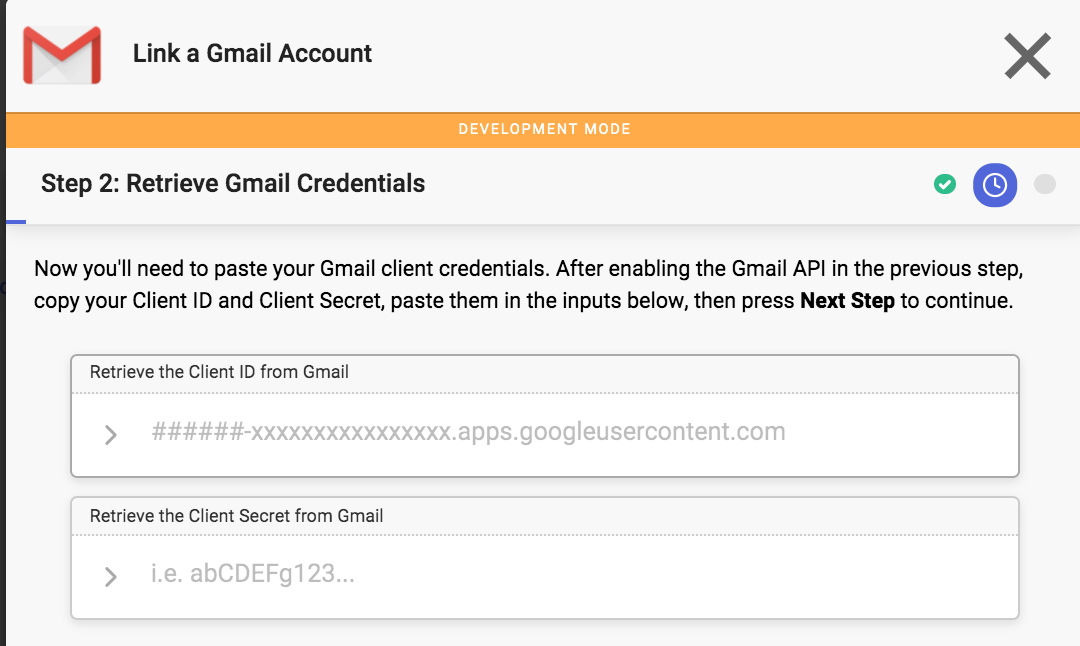 Link a Gmail Account
DEVELOPMENT MODE
Step 2: Retrieve Gmail Credentials
Now you'll need to paste your Gmail client credentials. After enabling the Gmail API in the previous step,
copy your Client ID and Client Secret, paste them in the inputs below, then press Next Step to continue.
Retrieve the Client ID from Gmail
######-xxxxxxxxxxxxxxxx.apps.googleusercontent.com
Retrieve the Client Secret from Gmail
i.e. abCDEFg123...